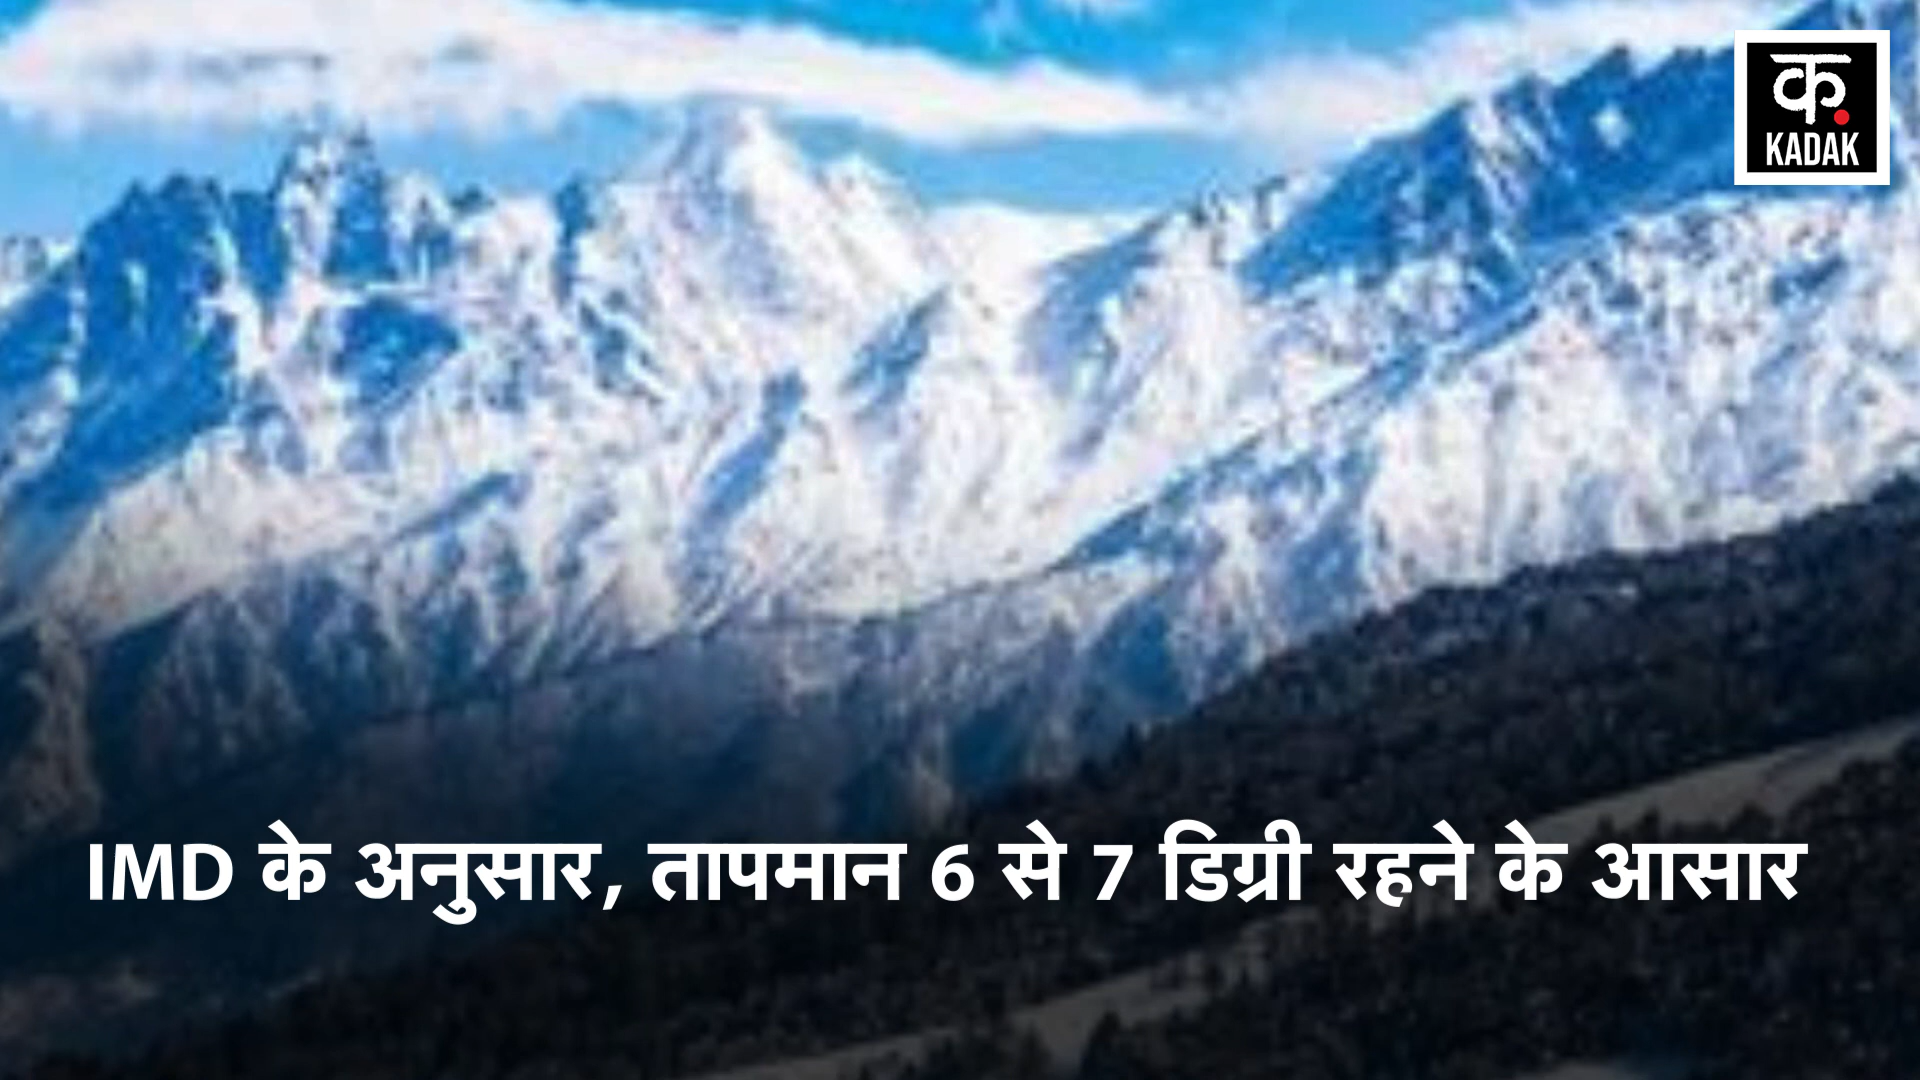 क.
KADAK
IMD के अनुसार, तापमान 6 से 7 डिग्री रहने के आसार